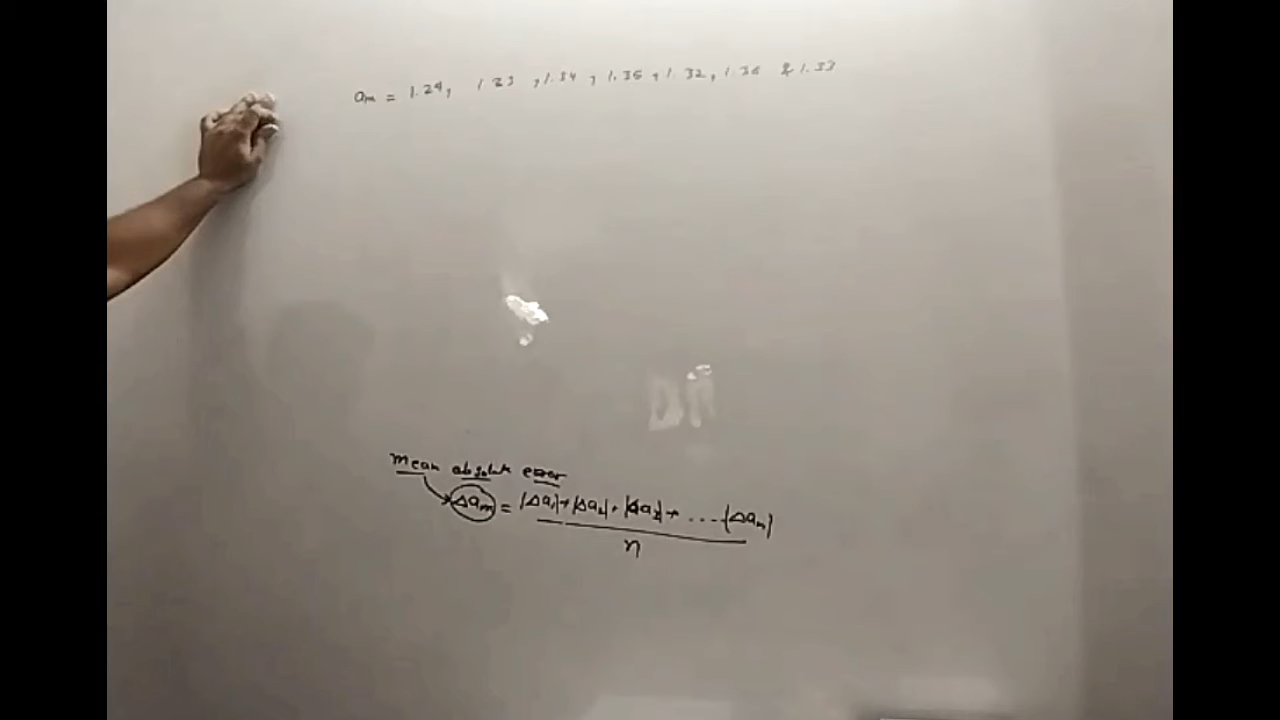 am = 1.29, 1.33, 1.34, 1.35, 1.32, 1.36 & 1.33
mean absolute error
Δam = |Δa₁|+|Δa₂|+|Δa₃|+ ....|Δan|
n